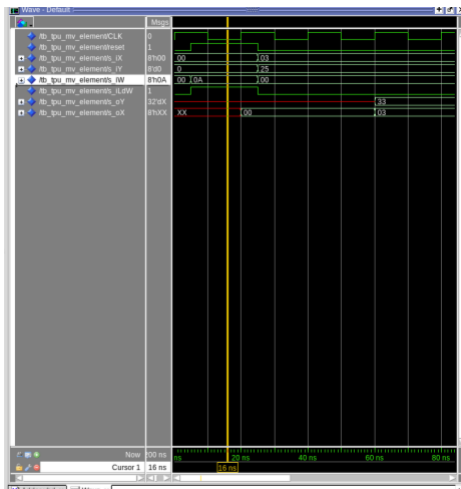 Wave - Default
Msgs
/tb_tpu_mv_element/CLK 0
/tb_tpu_mv_element/reset 1
/tb_tpu_mv_element/s_iX 8'h00 00 03
/tb_tpu_mv_element/s_iY 8'd0 0 25
/tb_tpu_mv_element/s_iW 8'h0A 00 0A 00
/tb_tpu_mv_element/s_iLdW 1
/tb_tpu_mv_element/s_oY 32'dX 33
/tb_tpu_mv_element/s_oX 8'hXX XX 00 03
Now 200 ns ns 20 ns 40 ns 60 ns 80 ns
Cursor 1 16 ns 16 ns